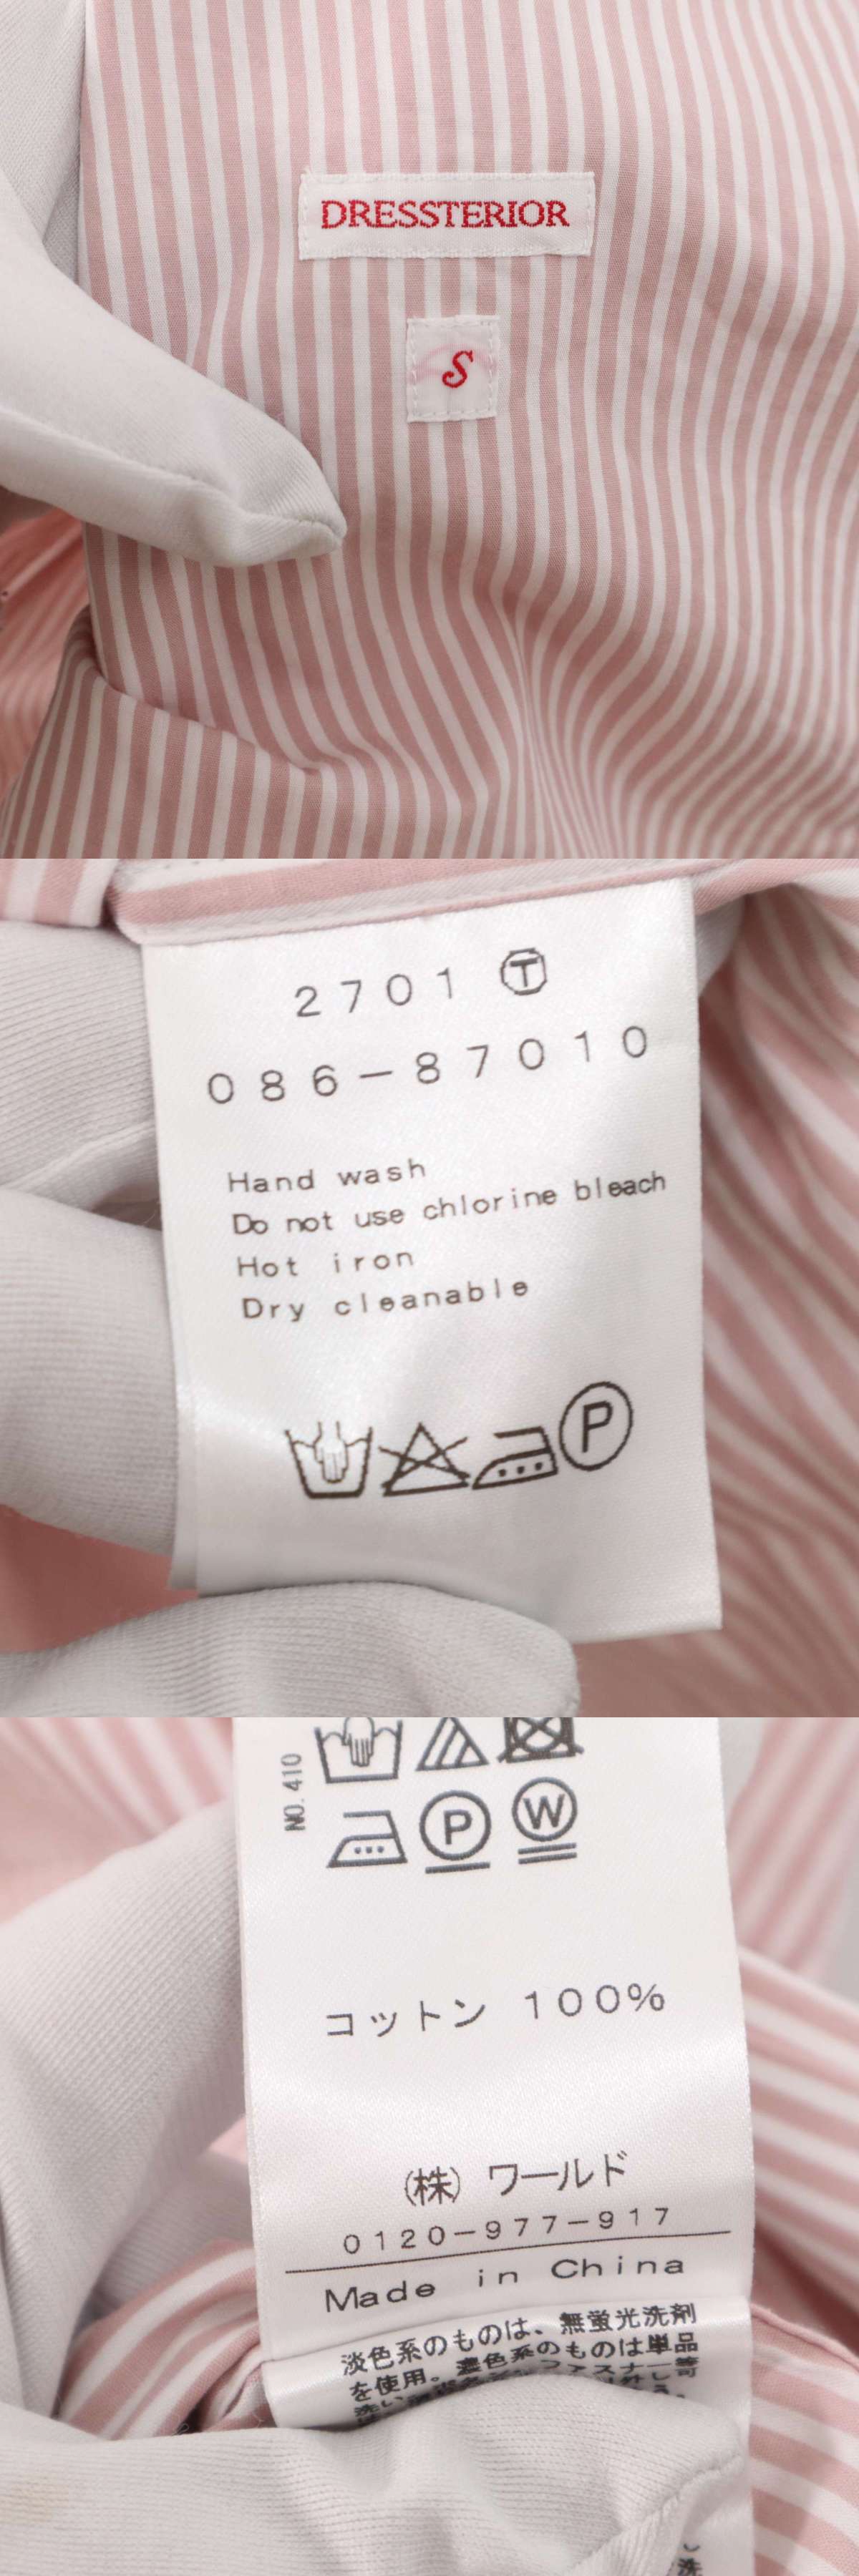 DRESSTERIOR
S
2701 Ⓣ
086-87010
Hand wash
Do not use chlorine bleach
Hot iron
Dry cleanable
P
NO.410
P W
コットン 100%
(株) ワールド
0120-977-917
Made in China
淡色系のものは、無蛍光洗剤
を使用。濃色系のものは単品
洗い
洗